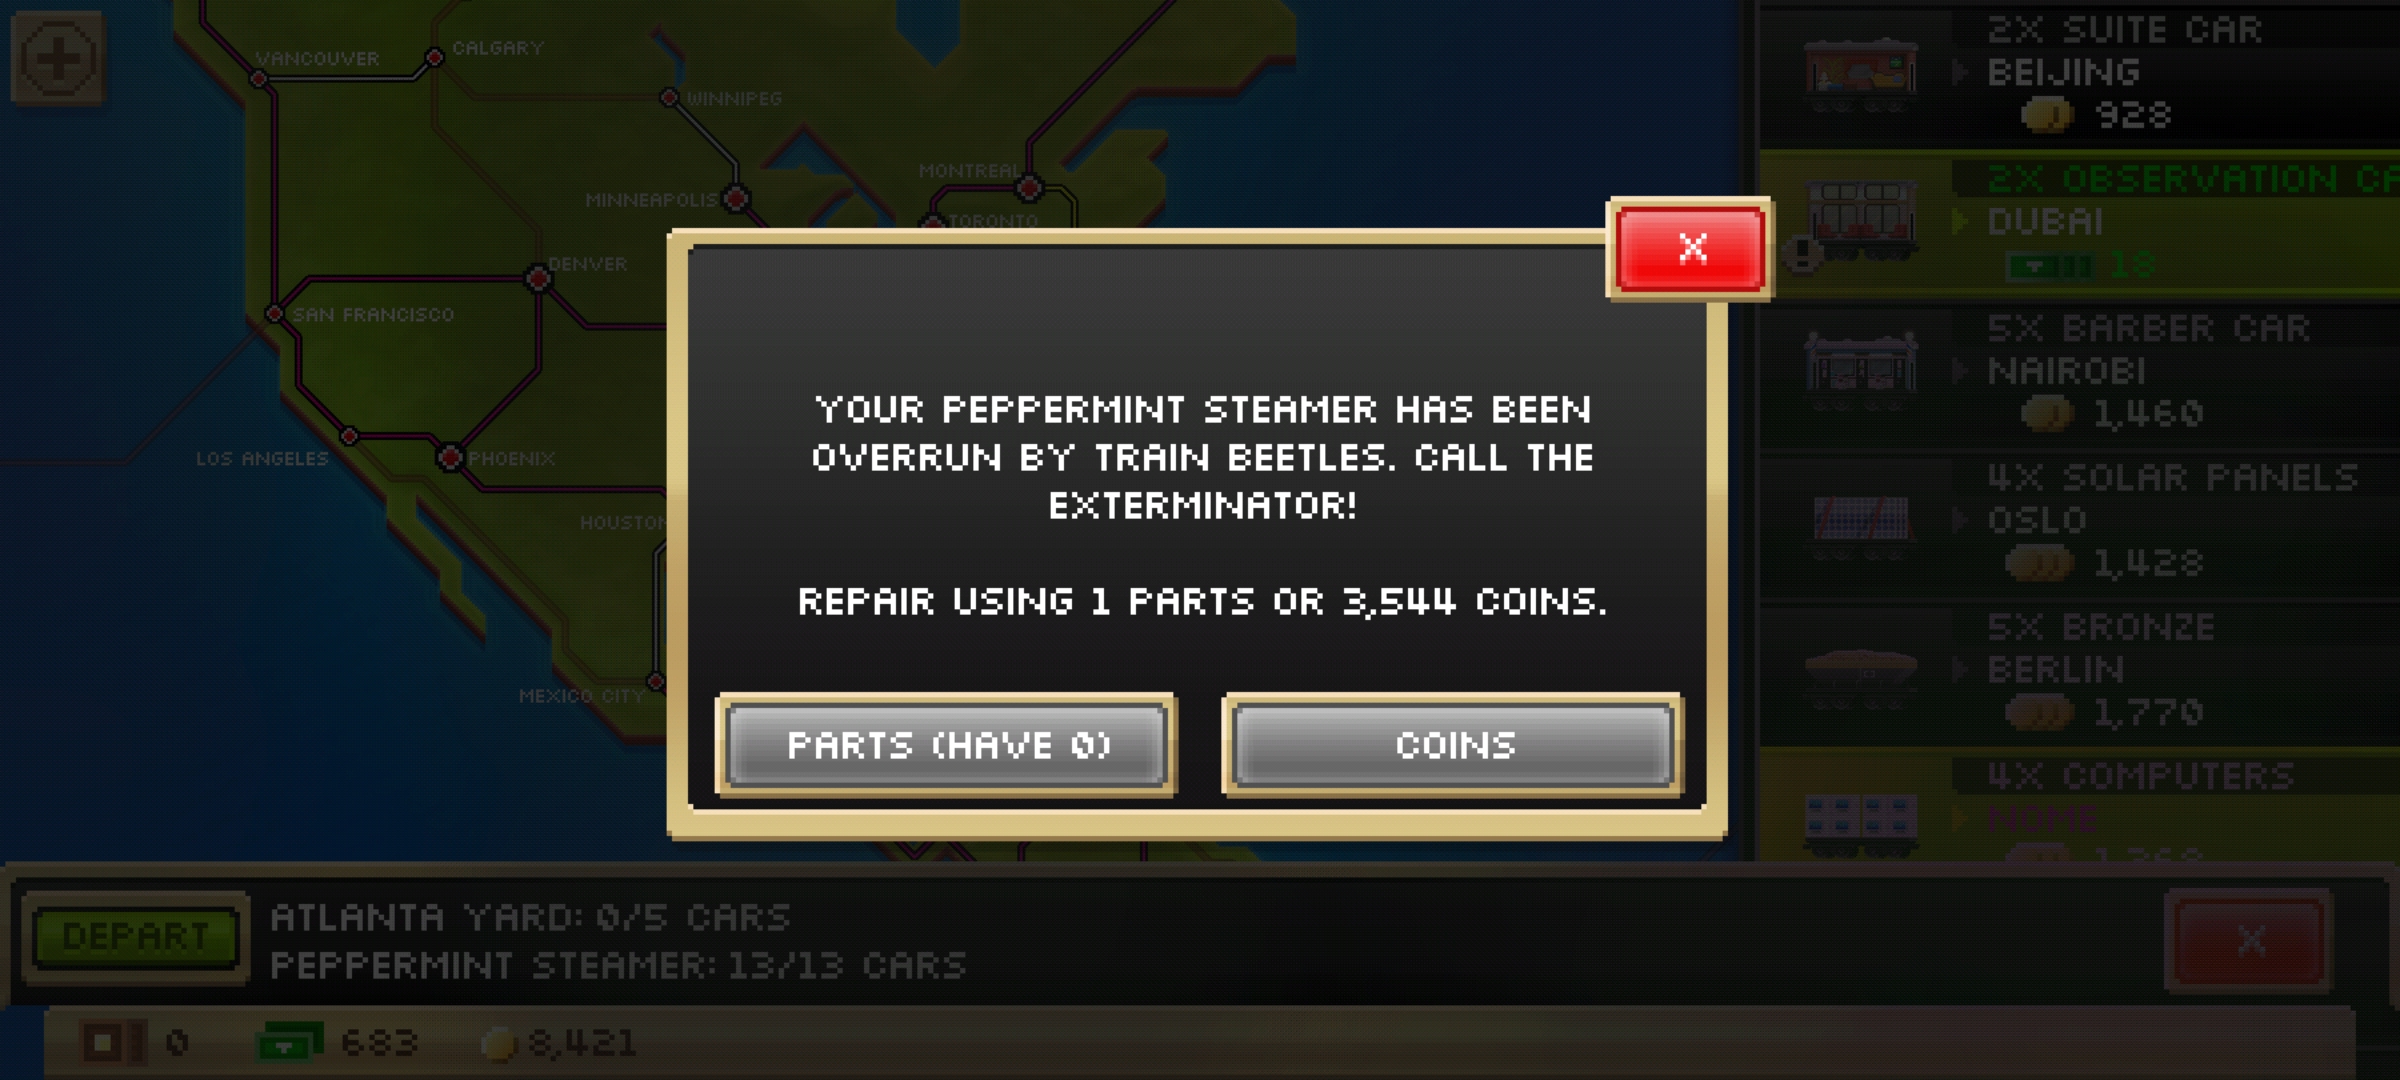 VANCOUVER
CALGARY
WINNIPEG
MINNEAPOLIS
MONTREAL
TORONTO
DENVER
SAN FRANCISCO
LOS ANGELES
PHOENIX
HOUSTON
MEXICO CITY
2X SUITE CAR
BEIJING
928
2X OBSERVATION CA
DUBAI
18
5X BARBER CAR
NAIROBI
1,460
4X SOLAR PANELS
OSLO
1,428
5X BRONZE
BERLIN
1,770
4X COMPUTERS
NOME
X
YOUR PEPPERMINT STEAMER HAS BEEN
OVERRUN BY TRAIN BEETLES. CALL THE
EXTERMINATOR!
REPAIR USING 1 PARTS OR 3,544 COINS.
PARTS (HAVE 0)
COINS
DEPART
ATLANTA YARD: 0/5 CARS
PEPPERMINT STEAMER: 13/13 CARS
X
0
683
8,421